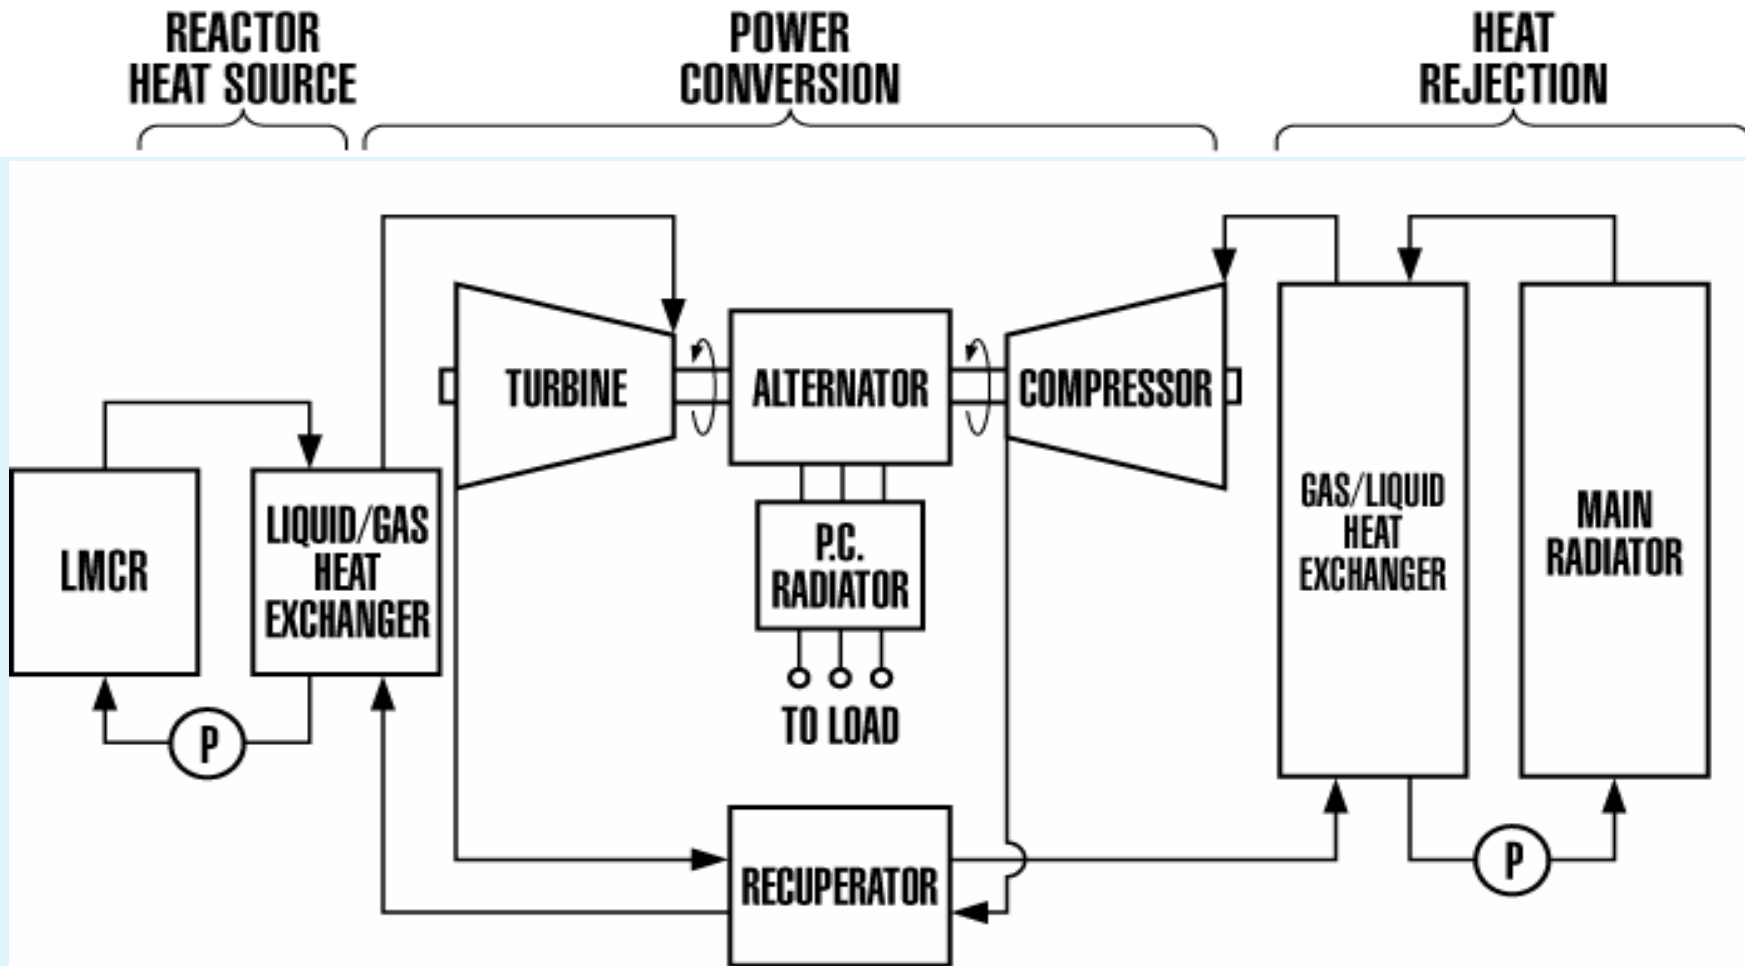 REACTOR
HEAT SOURCE
POWER
CONVERSION
HEAT
REJECTION
TURBINE
ALTERNATOR
COMPRESSOR
LMCR
LIQUID/GAS
HEAT
EXCHANGER
P.C.
RADIATOR
GAS/LIQUID
HEAT
EXCHANGER
MAIN
RADIATOR
TO LOAD
P
P
RECUPERATOR